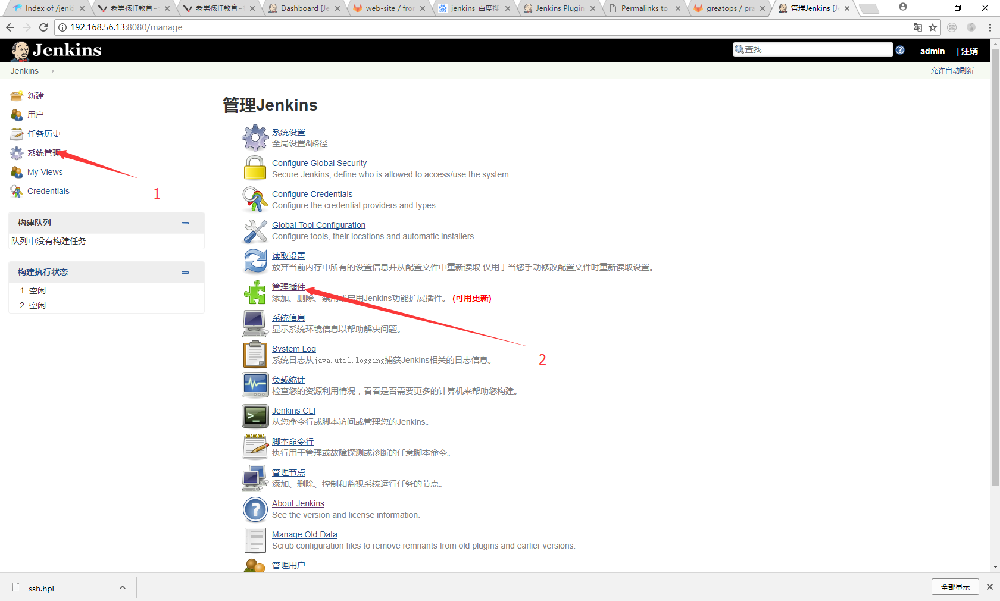 Index of /jenk
老男孩IT教育–
老男孩IT教育–
Dashboard [Je
web-site / fro
jenkins_百度搜
Jenkins Plugin
Permalinks to
greatops / pra
管理Jenkins [J
192.168.56.13:8080/manage
Jenkins
查找
admin
| 注销
Jenkins
允许自动刷新
新建
用户
任务历史
系统管理
My Views
Credentials
1
构建队列
队列中没有构建任务
构建执行状态
1 空闲
2 空闲
管理Jenkins
系统设置
全局设置&路径
Configure Global Security
Secure Jenkins; define who is allowed to access/use the system.
Configure Credentials
Configure the credential providers and types
Global Tool Configuration
Configure tools, their locations and automatic installers.
读取设置
放弃当前内存中所有的设置信息并从配置文件中重新读取 仅用于当您手动修改配置文件时重新读取设置。
管理插件
添加、删除、禁用或启用Jenkins功能扩展插件。 (可用更新)
系统信息
显示系统环境信息以帮助解决问题。
System Log
系统日志从java.util.logging捕获Jenkins相关的日志信息。
2
负载统计
检查您的资源利用情况，看看是否需要更多的计算机来帮助您构建。
Jenkins CLI
从您命令行或脚本访问或管理您的Jenkins。
脚本命令行
执行用于管理或故障探测或诊断的任意脚本命令。
管理节点
添加、删除、控制和监视系统运行任务的节点。
About Jenkins
See the version and license information.
Manage Old Data
Scrub configuration files to remove remnants from old plugins and earlier versions.
管理用户
ssh.hpi
全部显示